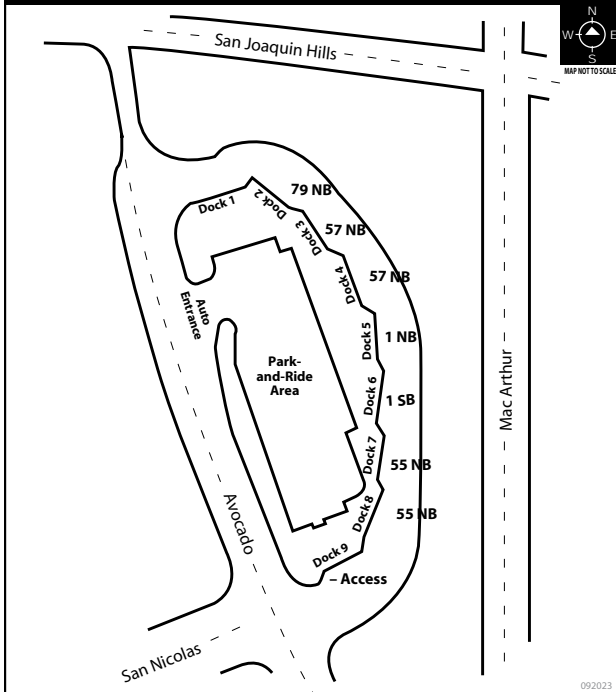 N
W
E
S
MAP NOT TO SCALE
San Joaquin Hills
79 NB
Dock 1
Dock 2
57 NB
Dock 3
57 NB
Dock 4
Auto
Entrance
1 NB
Dock 5
Park-
and-Ride
Area
Mac Arthur
1 SB
Dock 6
55 NB
Dock 7
55 NB
Dock 8
Avocado
Dock 9
– Access
San Nicolas
092023